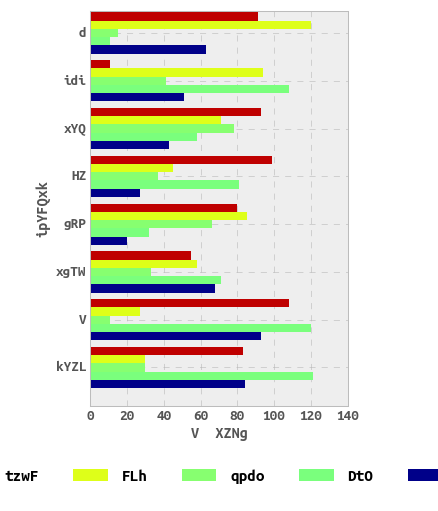 d
idi
xYQ
HZ
gRP
xgTW
V
kYZL
ipYFQxk
0 20 40 60 80 100 120 140
V XZNg
tzwF FLh qpdo DtO